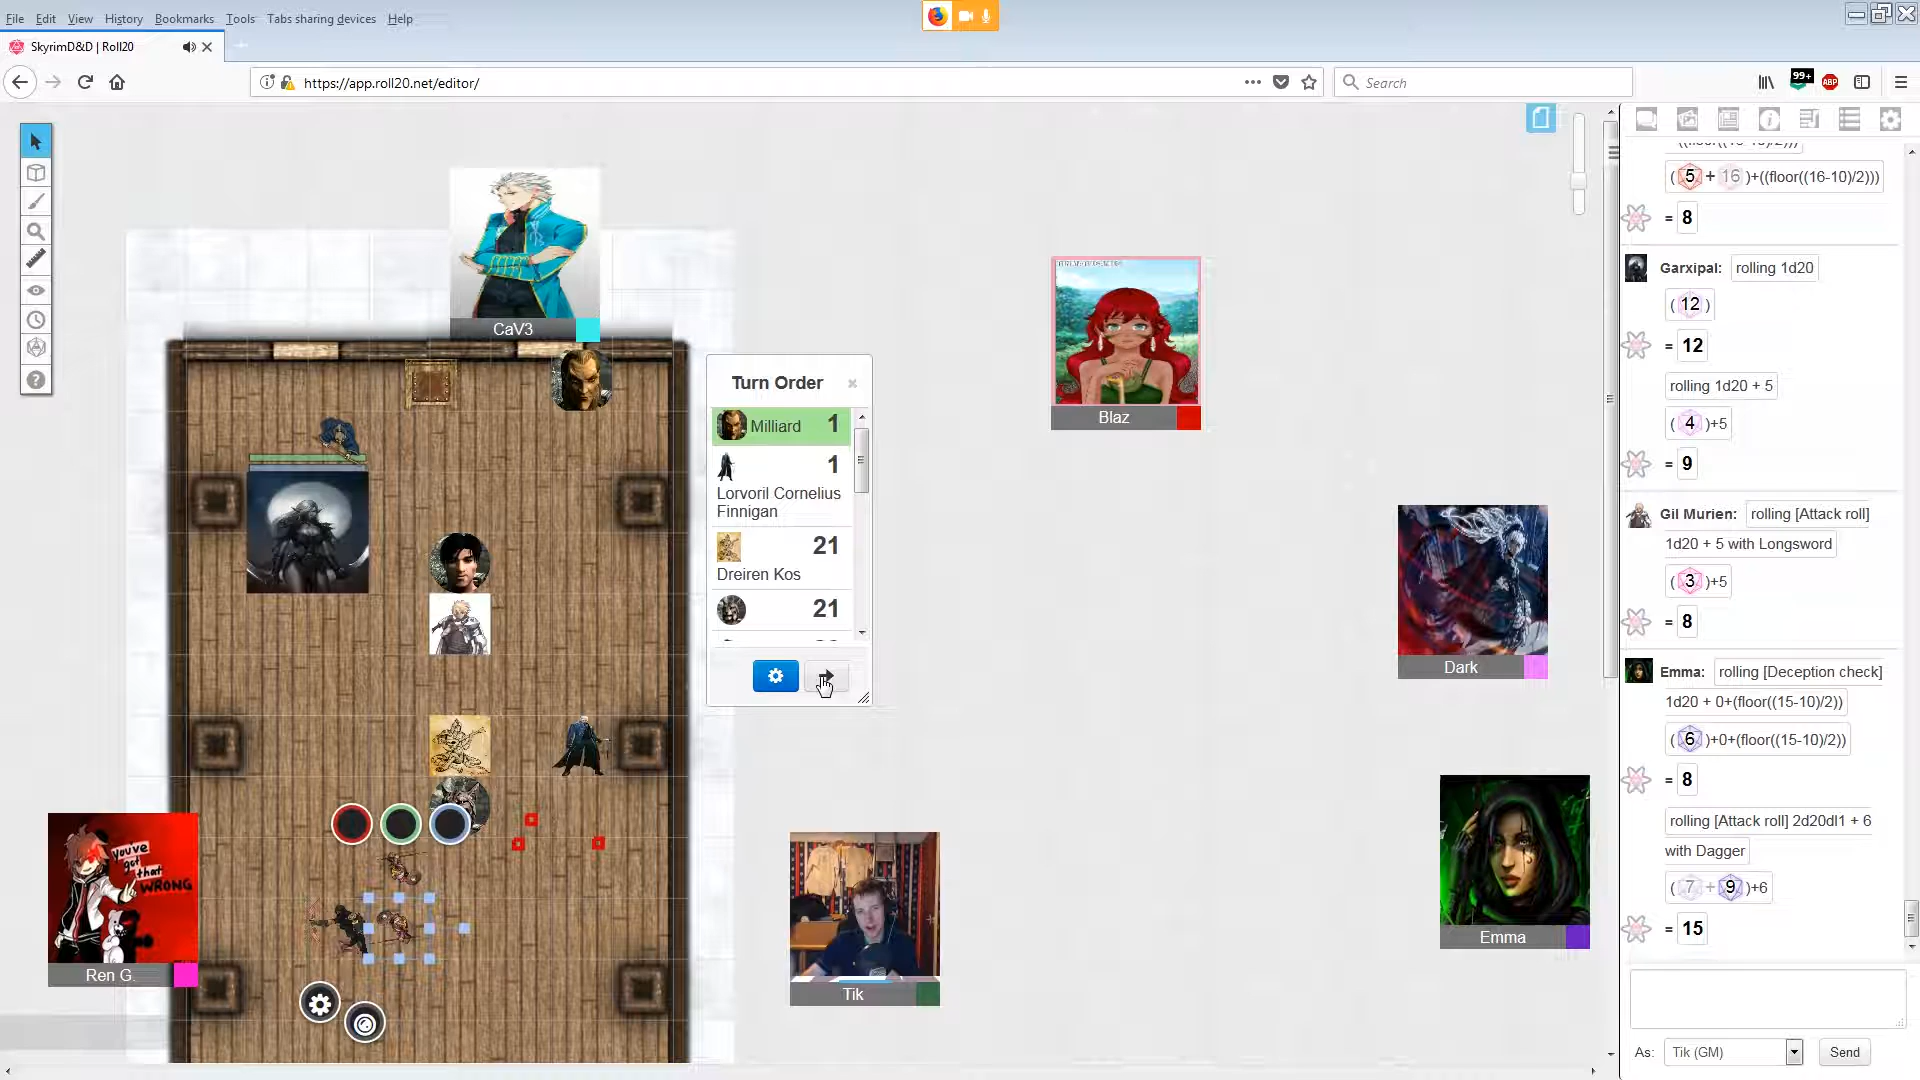 File Edit View History Bookmarks Tools Tabs sharing devices Help
SkyrimD&D | Roll20
https://app.roll20.net/editor/
Search
99+
ABP
CaV3
Blaz
Dark
Emma
Tik
Ren G.
you've
got
that
WRONG
Turn Order
Milliard 1
1
Lorvoril Cornelius
Finnigan
21
Dreiren Kos
21
(5 + 16)+((floor((16-10)/2)))
= 8
Garxipal: rolling 1d20
(12)
= 12
rolling 1d20 + 5
(4)+5
= 9
Gil Murien: rolling [Attack roll]
1d20 + 5 with Longsword
(3)+5
= 8
Emma: rolling [Deception check]
1d20 + 0+(floor((15-10)/2))
(6)+0+(floor((15-10)/2))
= 8
rolling [Attack roll] 2d20dl1 + 6
with Dagger
(7 + 9)+6
= 15
As: Tik (GM) Send